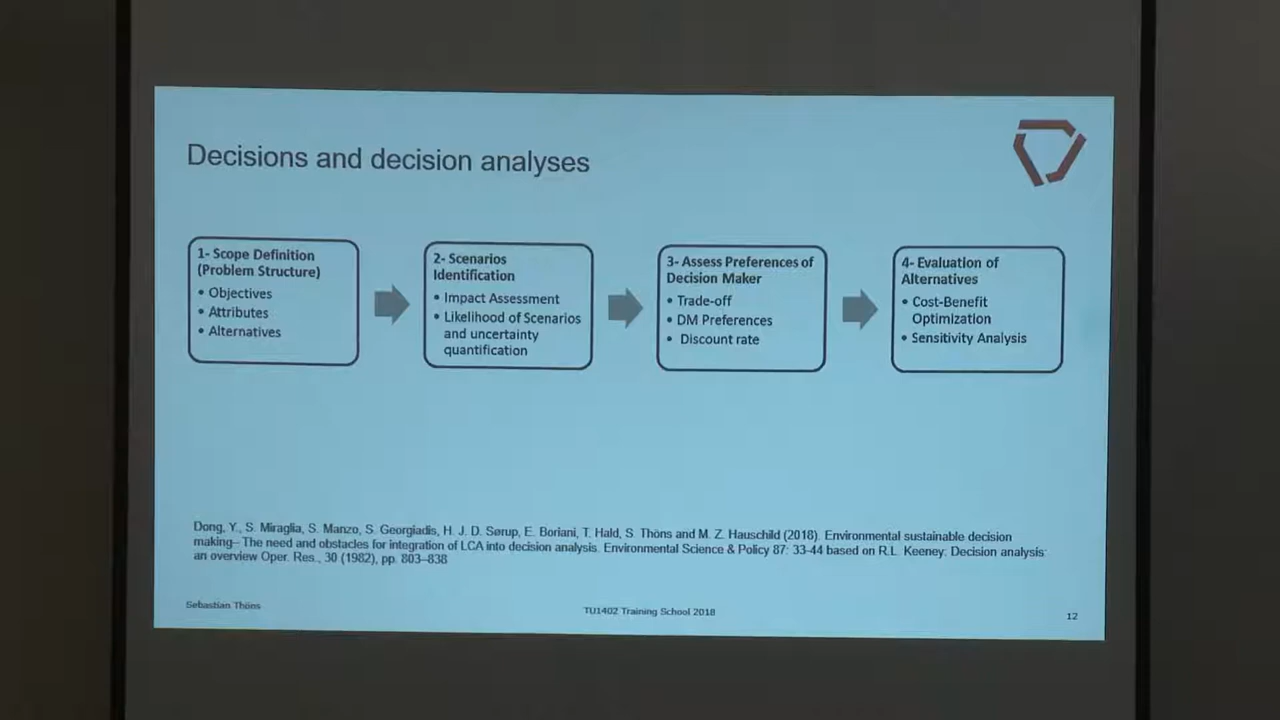 Decisions and decision analyses
1- Scope Definition
(Problem Structure)
• Objectives
• Attributes
• Alternatives
2- Scenarios
Identification
• Impact Assessment
• Likelihood of Scenarios
and uncertainty
quantification
3- Assess Preferences of
Decision Maker
• Trade-off
• DM Preferences
• Discount rate
4- Evaluation of
Alternatives
• Cost-Benefit
Optimization
• Sensitivity Analysis
Dong, Y., S. Miraglia, S. Manzo, S. Georgiadis, H. J. D. Sørup, E. Boriani, T. Hald, S. Thöns and M. Z. Hauschild (2018). Environmental sustainable decision
making– The need and obstacles for integration of LCA into decision analysis. Environmental Science & Policy 87: 33-44 based on R.L. Keeney: Decision analysis:
an overview Oper. Res., 30 (1982), pp. 803–838
Sebastian Thöns
TU1402 Training School 2018
12